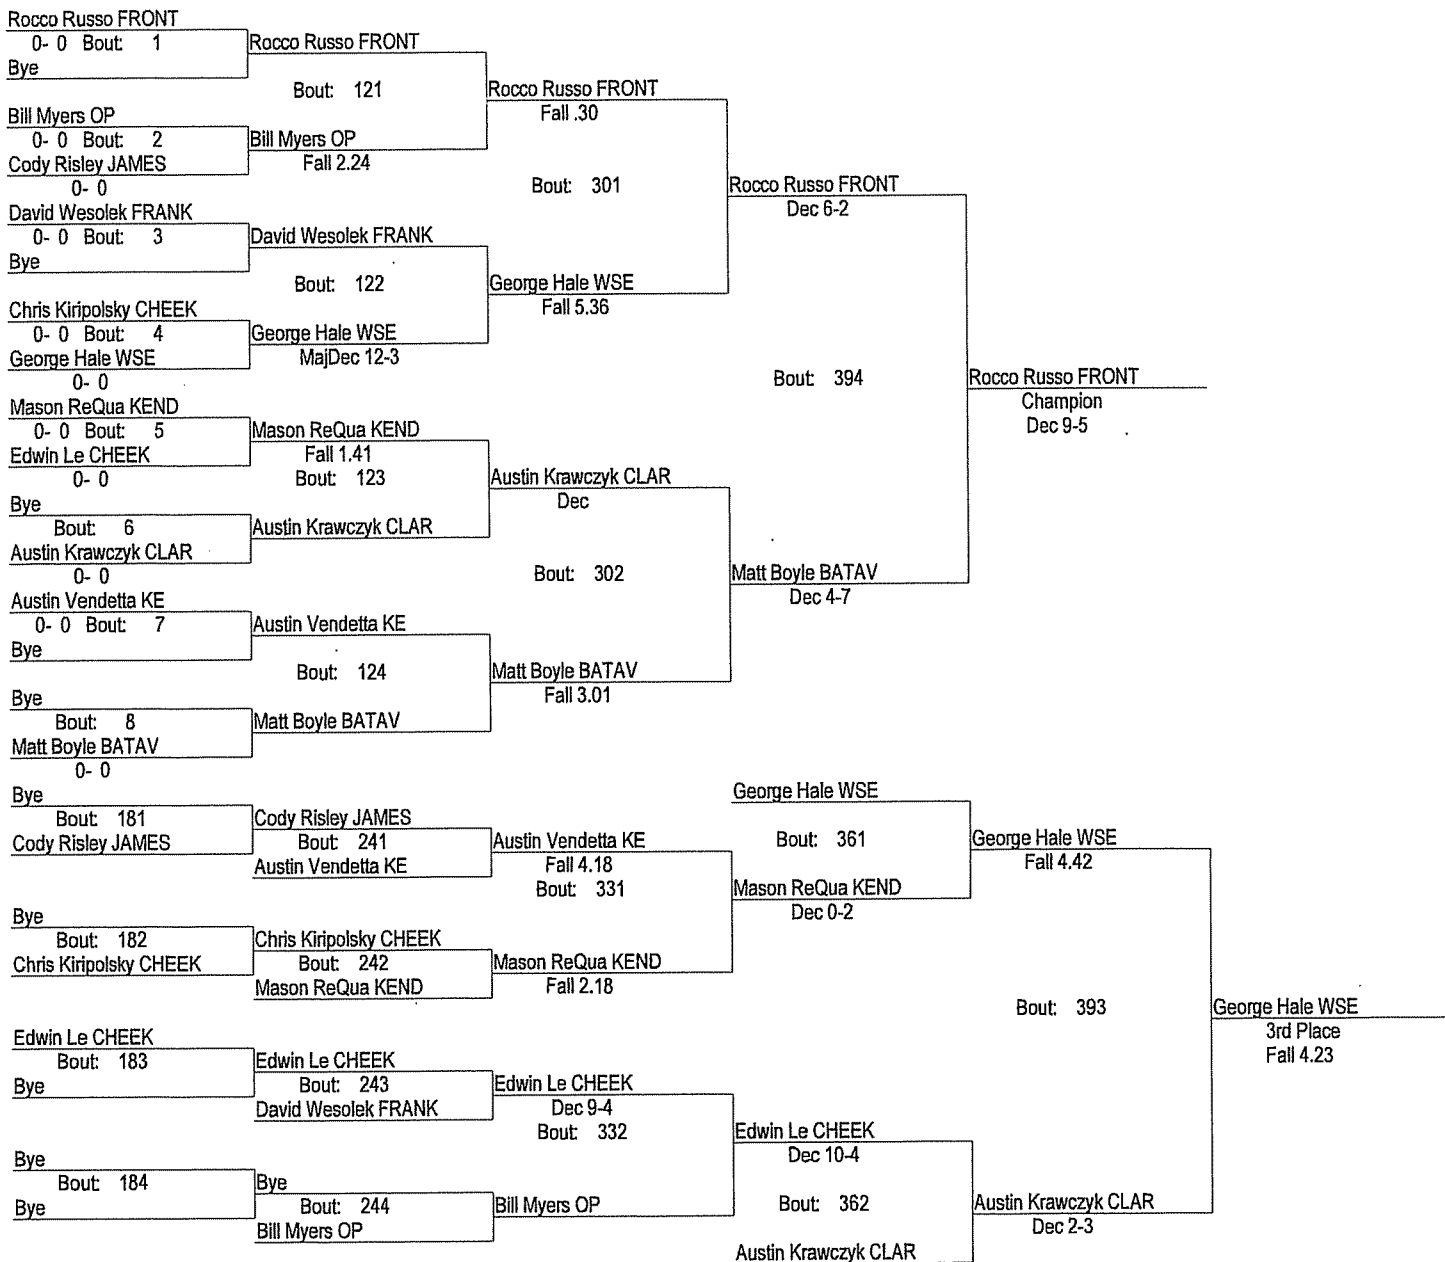 Rocco Russo FRONT
0- 0 Bout: 1
Bye
Rocco Russo FRONT
Bout: 121
Bill Myers OP
0- 0 Bout: 2
Cody Risley JAMES
0- 0
Bill Myers OP
Fall 2.24
Rocco Russo FRONT
Fall .30
Bout: 301
David Wesolek FRANK
0- 0 Bout: 3
Bye
David Wesolek FRANK
Bout: 122
Chris Kiripolsky CHEEK
0- 0 Bout: 4
George Hale WSE
0- 0
George Hale WSE
MajDec 12-3
George Hale WSE
Fall 5.36
Rocco Russo FRONT
Dec 6-2
Bout: 394
Mason ReQua KEND
0- 0 Bout: 5
Edwin Le CHEEK
0- 0
Mason ReQua KEND
Fall 1.41
Bout: 123
Bye
Bout: 6
Austin Krawczyk CLAR
0- 0
Austin Krawczyk CLAR
Austin Krawczyk CLAR
Dec
Bout: 302
Austin Vendetta KE
0- 0 Bout: 7
Bye
Austin Vendetta KE
Bout: 124
Bye
Bout: 8
Matt Boyle BATAV
0- 0
Matt Boyle BATAV
Matt Boyle BATAV
Fall 3.01
Matt Boyle BATAV
Dec 4-7
Rocco Russo FRONT
Champion
Dec 9-5
Bye
Bout: 181
Cody Risley JAMES
Cody Risley JAMES
Bout: 241
Austin Vendetta KE
Austin Vendetta KE
Fall 4.18
Bout: 331
Bye
Bout: 182
Chris Kiripolsky CHEEK
Chris Kiripolsky CHEEK
Bout: 242
Mason ReQua KEND
Mason ReQua KEND
Fall 2.18
George Hale WSE
Bout: 361
Mason ReQua KEND
Dec 0-2
George Hale WSE
Fall 4.42
Bout: 393
Edwin Le CHEEK
Bout: 183
Bye
Edwin Le CHEEK
Bout: 243
David Wesolek FRANK
Edwin Le CHEEK
Dec 9-4
Bout: 332
Bye
Bout: 184
Bye
Bye
Bout: 244
Bill Myers OP
Bill Myers OP
Edwin Le CHEEK
Dec 10-4
Bout: 362
Austin Krawczyk CLAR
Austin Krawczyk CLAR
Dec 2-3
George Hale WSE
3rd Place
Fall 4.23